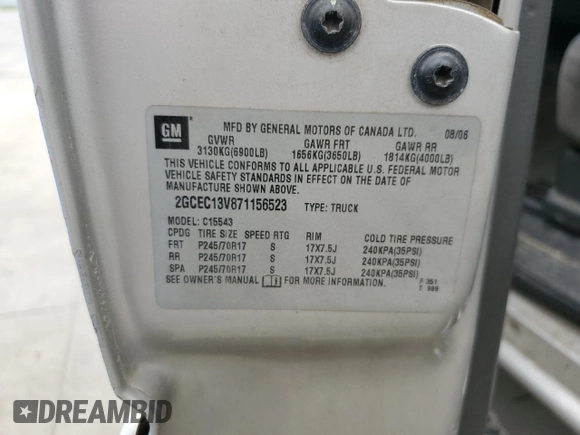 GM
MFD BY GENERAL MOTORS OF CANADA LTD. 08/06
GVWR GAWR FRT GAWR RR
3130KG(6900LB) 1656KG(3650LB) 1814KG(4000LB)
THIS VEHICLE CONFORMS TO ALL APPLICABLE U.S. FEDERAL MOTOR
VEHICLE SAFETY STANDARDS IN EFFECT ON THE DATE OF
MANUFACTURE SHOWN ABOVE.
2GCEC13V871156523 TYPE: TRUCK
MODEL: C15543
CPDG TIRE SIZE SPEED RTG RIM COLD TIRE PRESSURE
FRT P245/70R17 S 17X7.5J 240KPA(35PSI)
RR P245/70R17 S 17X7.5J 240KPA(35PSI)
SPA P245/70R17 S 17X7.5J 240KPA(35PSI)
SEE OWNER'S MANUAL FOR MORE INFORMATION. F 351
T 988
DREAMBID